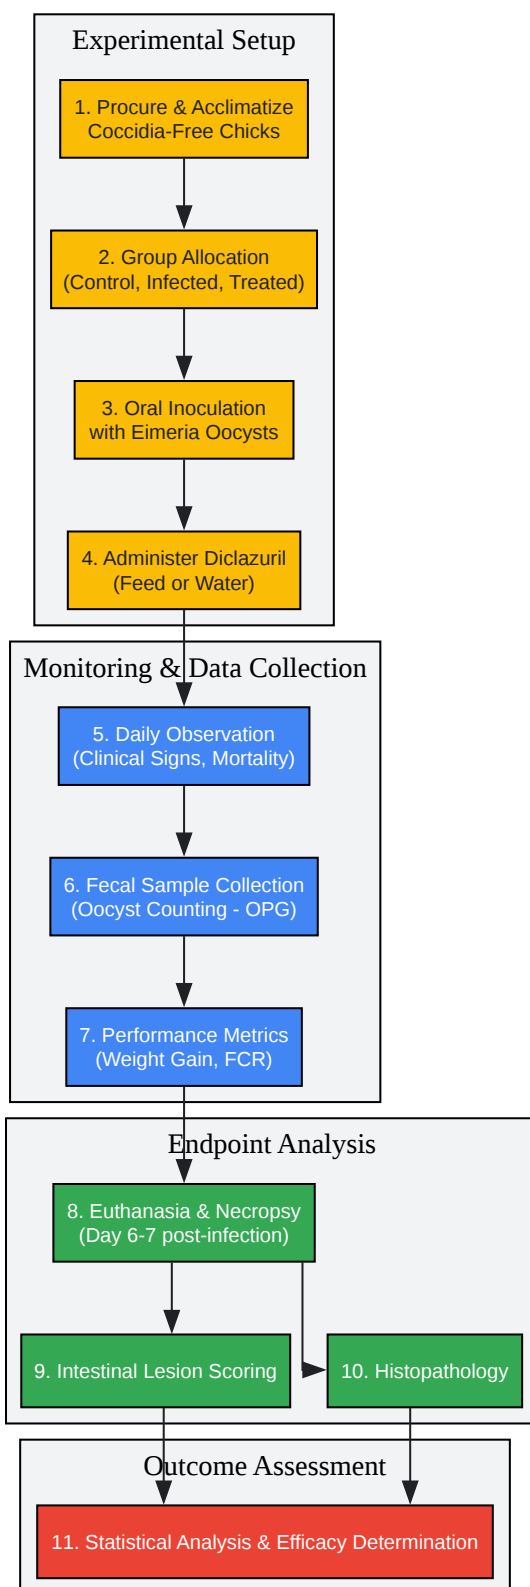 Experimental Setup
1. Procure & Acclimatize
Coccidia-Free Chicks
2. Group Allocation
(Control, Infected, Treated)
3. Oral Inoculation
with Eimeria Oocysts
4. Administer Diclazuril
(Feed or Water)
Monitoring & Data Collection
5. Daily Observation
(Clinical Signs, Mortality)
6. Fecal Sample Collection
(Oocyst Counting - OPG)
7. Performance Metrics
(Weight Gain, FCR)
Endpoint Analysis
8. Euthanasia & Necropsy
(Day 6-7 post-infection)
9. Intestinal Lesion Scoring
10. Histopathology
Outcome Assessment
11. Statistical Analysis & Efficacy Determination